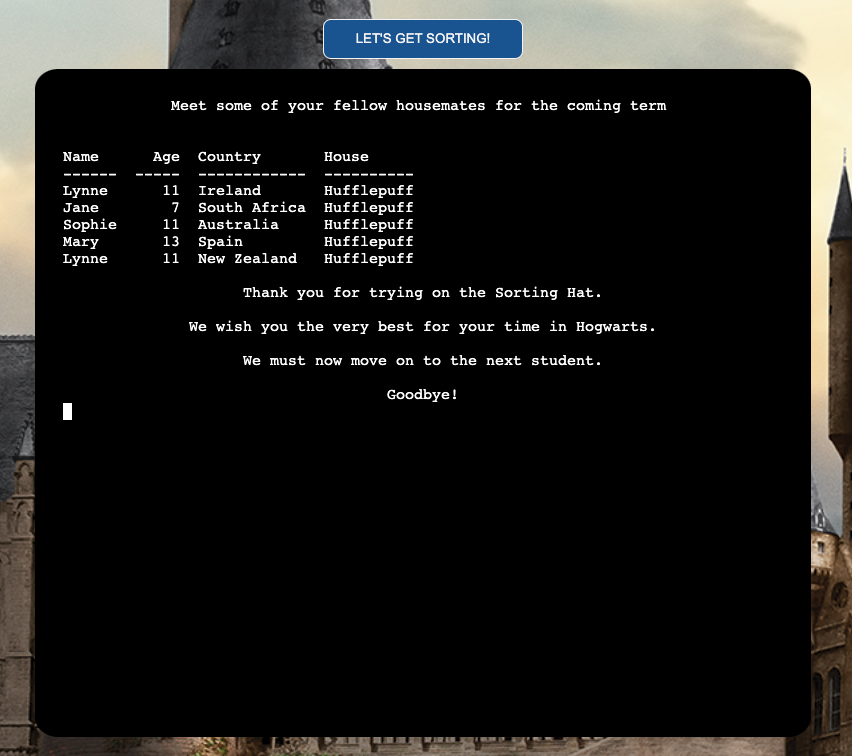 LET'S GET SORTING!
Meet some of your fellow housemates for the coming term
Name      Age  Country       House
------  -----  ------------  ----------
Lynne      11  Ireland       Hufflepuff
Jane        7  South Africa  Hufflepuff
Sophie     11  Australia     Hufflepuff
Mary       13  Spain         Hufflepuff
Lynne      11  New Zealand   Hufflepuff
Thank you for trying on the Sorting Hat.
We wish you the very best for your time in Hogwarts.
We must now move on to the next student.
Goodbye!